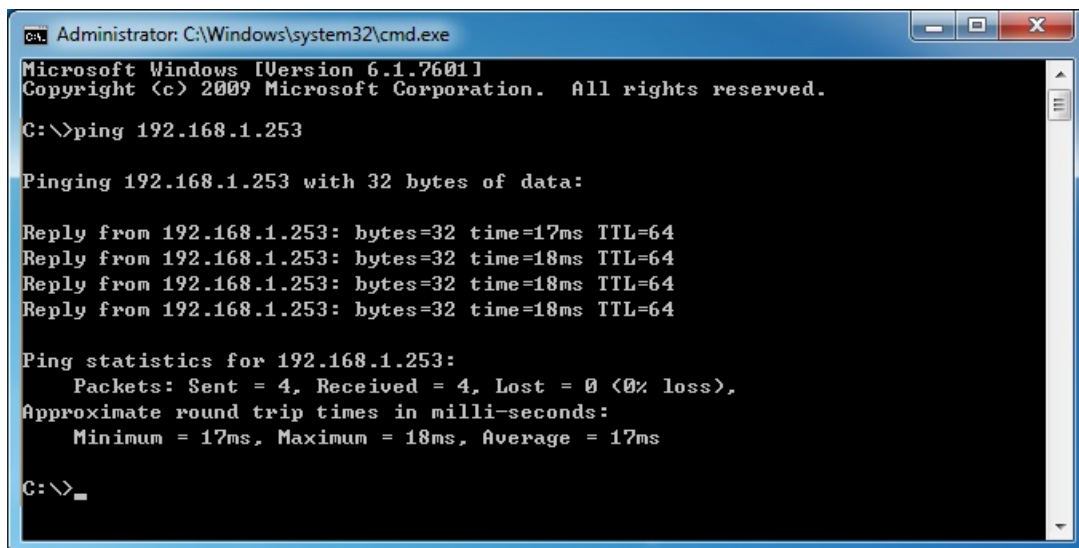 Administrator: C:\Windows\system32\cmd.exe
Microsoft Windows [Version 6.1.7601]
Copyright (c) 2009 Microsoft Corporation.  All rights reserved.
C:\>ping 192.168.1.253
Pinging 192.168.1.253 with 32 bytes of data:
Reply from 192.168.1.253: bytes=32 time=17ms TTL=64
Reply from 192.168.1.253: bytes=32 time=18ms TTL=64
Reply from 192.168.1.253: bytes=32 time=18ms TTL=64
Reply from 192.168.1.253: bytes=32 time=18ms TTL=64
Ping statistics for 192.168.1.253:
    Packets: Sent = 4, Received = 4, Lost = 0 (0% loss),
Approximate round trip times in milli-seconds:
    Minimum = 17ms, Maximum = 18ms, Average = 17ms
C:\>_